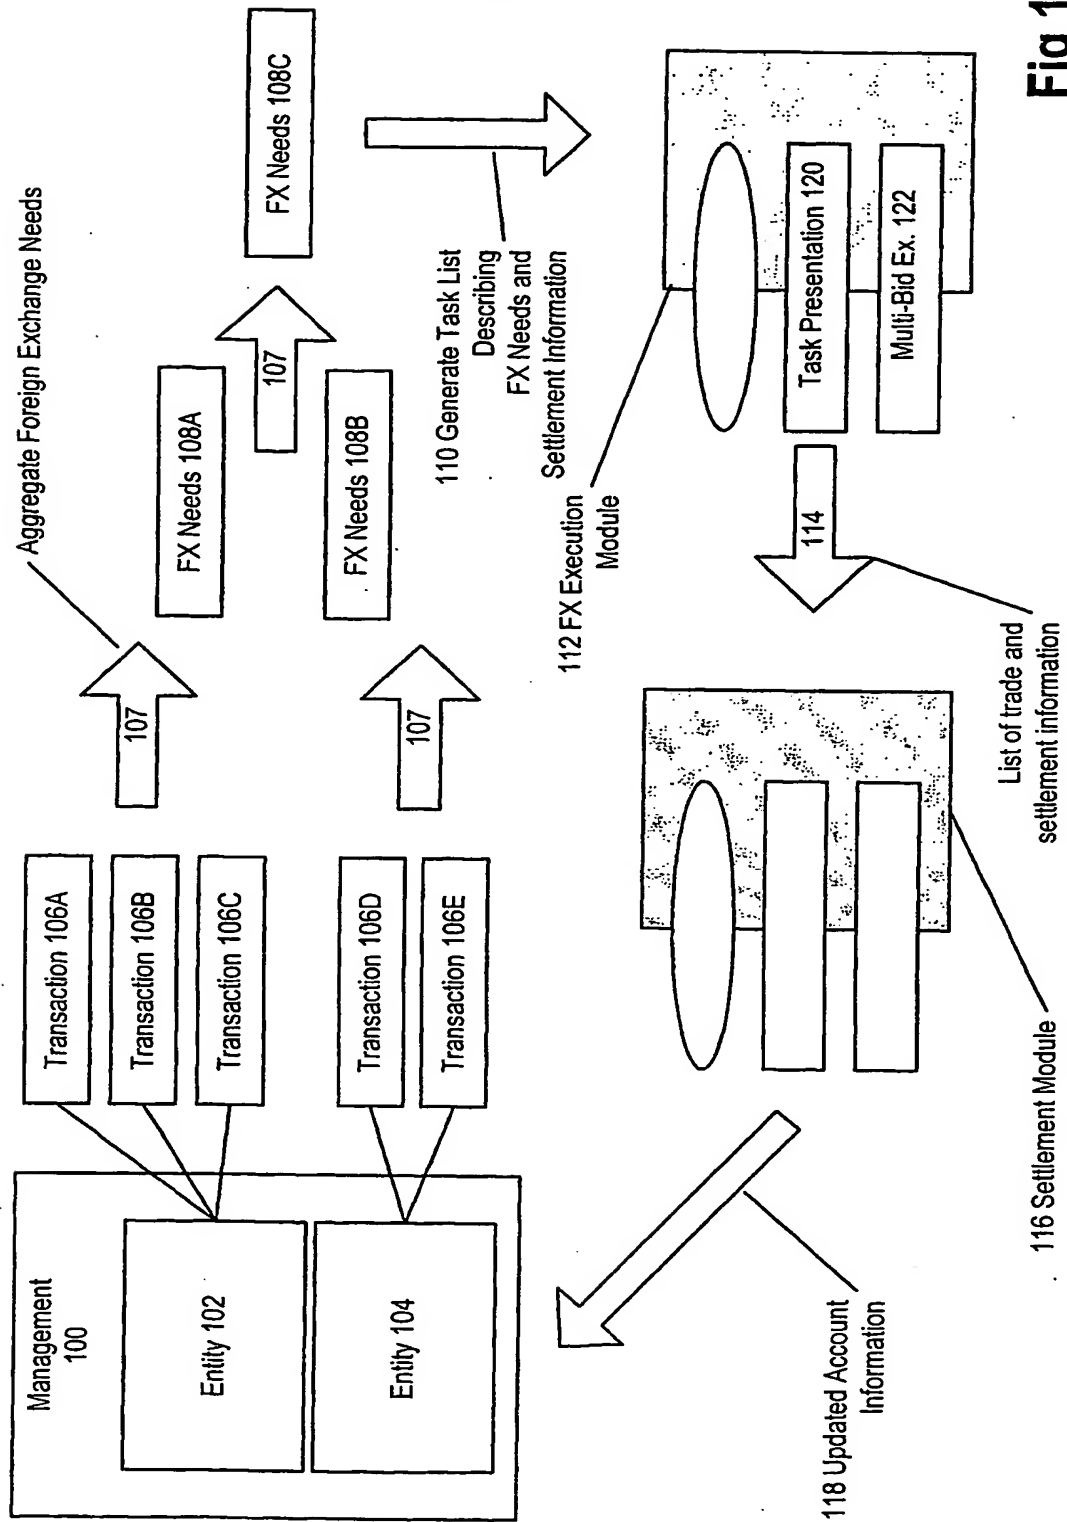 Management
100
Entity 102
Entity 104
Transaction 106A
Transaction 106B
Transaction 106C
Transaction 106D
Transaction 106E
107
107
Aggregate Foreign Exchange Needs
FX Needs 108A
FX Needs 108B
107
FX Needs 108C
110 Generate Task List
Describing
FX Needs and
Settlement Information
112 FX Execution
Module
Task Presentation 120
Multi-Bid Ex. 122
114
List of trade and
settlement information
116 Settlement Module
118 Updated Account
Information
Fig 1